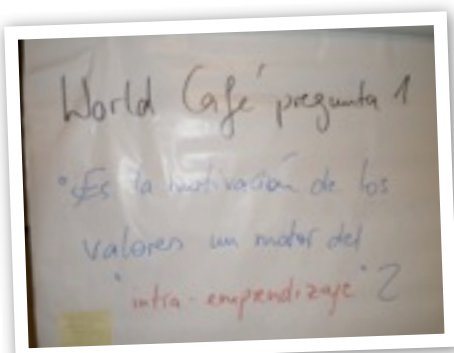 World Café pregunta 1
"Es la motivación de los
valores un motor del
"intra-emprendizaje"?